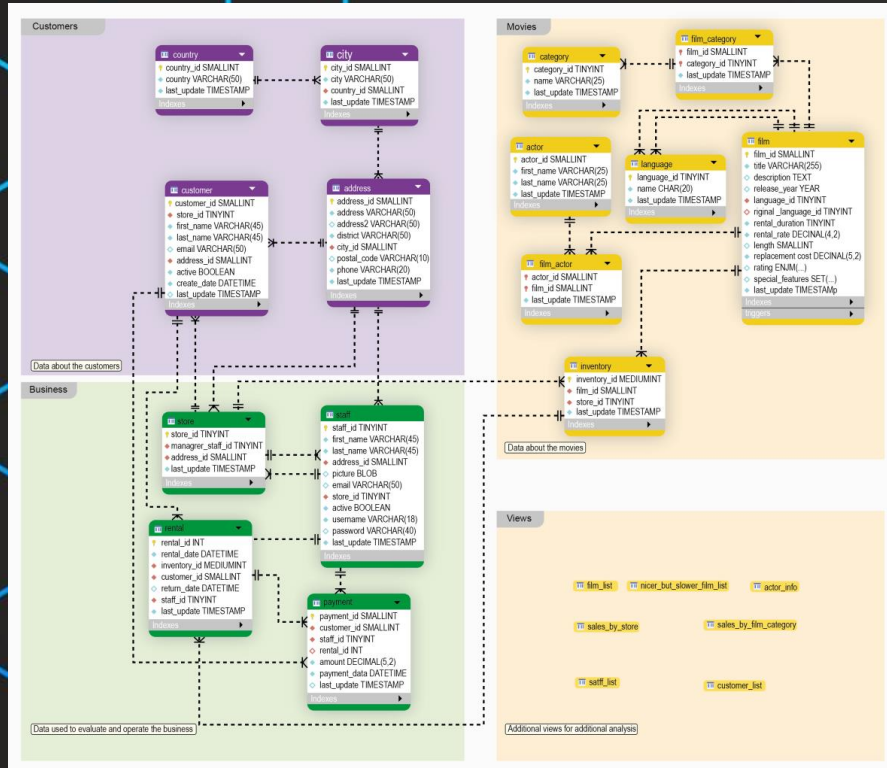 Customers
country
country_id SMALLINT
country VARCHAR(50)
last_update TIMESTAMP
Indexes
city
city_id SMALLINT
city VARCHAR(50)
country_id SMALLINT
last_update TIMESTAMP
Indexes
customer
customer_id SMALLINT
store_id TINYINT
first_name VARCHAR(45)
last_name VARCHAR(45)
email VARCHAR(50)
address_id SMALLINT
active BOOLEAN
create_date DATETIME
last_update TIMESTAMP
Indexes
address
address_id SMALLINT
address VARCHAR(50)
address2 VARCHAR(50)
district VARCHAR(50)
city_id SMALLINT
postal_code VARCHAR(10)
phone VARCHAR(20)
last_update TIMESTAMP
Indexes
Data about the customers
Business
store
store_id TINYINT
managrer_staff_id TINYINT
address_id SMALLINT
last_update TIMESTAMP
Indexes
staff
staff_id TINYINT
first_name VARCHAR(45)
last_name VARCHAR(45)
address_id SMALLINT
picture BLOB
email VARCHAR(50)
store_id TINYINT
active BOOLEAN
username VARCHAR(18)
password VARCHAR(40)
last_update TIMESTAMP
Indexes
rental
rental_id INT
rental_date DATETIME
inventory_id MEDIUMINT
customer_id SMALLINT
return_date DATETIME
staff_id TINYINT
last_update TIMESTAMP
Indexes
payment
payment_id SMALLINT
customer_id SMALLINT
staff_id TINYINT
rental_id INT
amount DECIMAL(5,2)
payment_data DATETIME
last_update TIMESTAMP
Indexes
Data used to evaluate and operate the business
Movies
category
category_id TINYINT
name VARCHAR(25)
last_update TIMESTAMP
Indexes
film_category
film_id SMALLINT
category_id TINYINT
last_update TIMESTAMP
Indexes
actor
actor_id SMALLINT
first_name VARCHAR(25)
last_name VARCHAR(25)
last_update TIMESTAMP
Indexes
language
language_id TINYINT
name CHAR(20)
last_update TIMESTAMP
Indexes
film
film_id SMALLINT
title VARCHAR(255)
description TEXT
release_year YEAR
language_id TINYINT
riginal _language_id TINYINT
rental_duration TINYINT
rental_rate DECINAL(4,2)
length SMALLINT
replacement cost DECINAL(5,2)
rating ENJM(...)
special_features SET(...)
last_update TIMESTAMp
Indexes
triggers
film_actor
actor_id SMALLINT
film_id SMALLINT
last_update TIMESTAMP
Indexes
inventory
inventory_id MEDIUMINT
film_id SMALLINT
store_id TINYINT
last_update TIMESTAMP
Indexes
Data about the movies
Views
film_list
nicer_but_slower_film_list
actor_info
sales_by_store
sales_by_film_category
satff_list
customer_list
Additional views for additional analysis